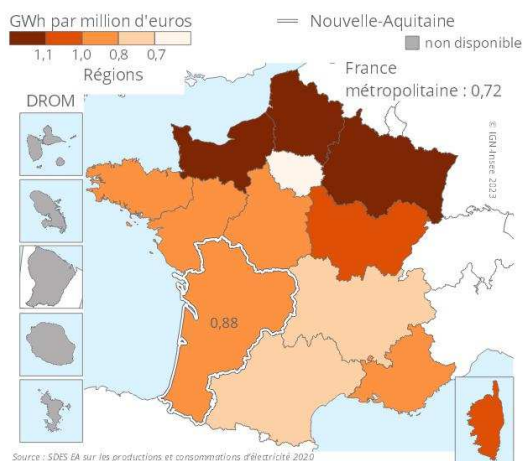 GWh par million d'euros
1,1 1,0 0,8 0,7
Régions
Nouvelle-Aquitaine
non disponible
France
métropolitaine : 0,72
DROM
© IGN-Insee 2023
0,88
Source : SDES EA sur les productions et consommations d'électricité 2020